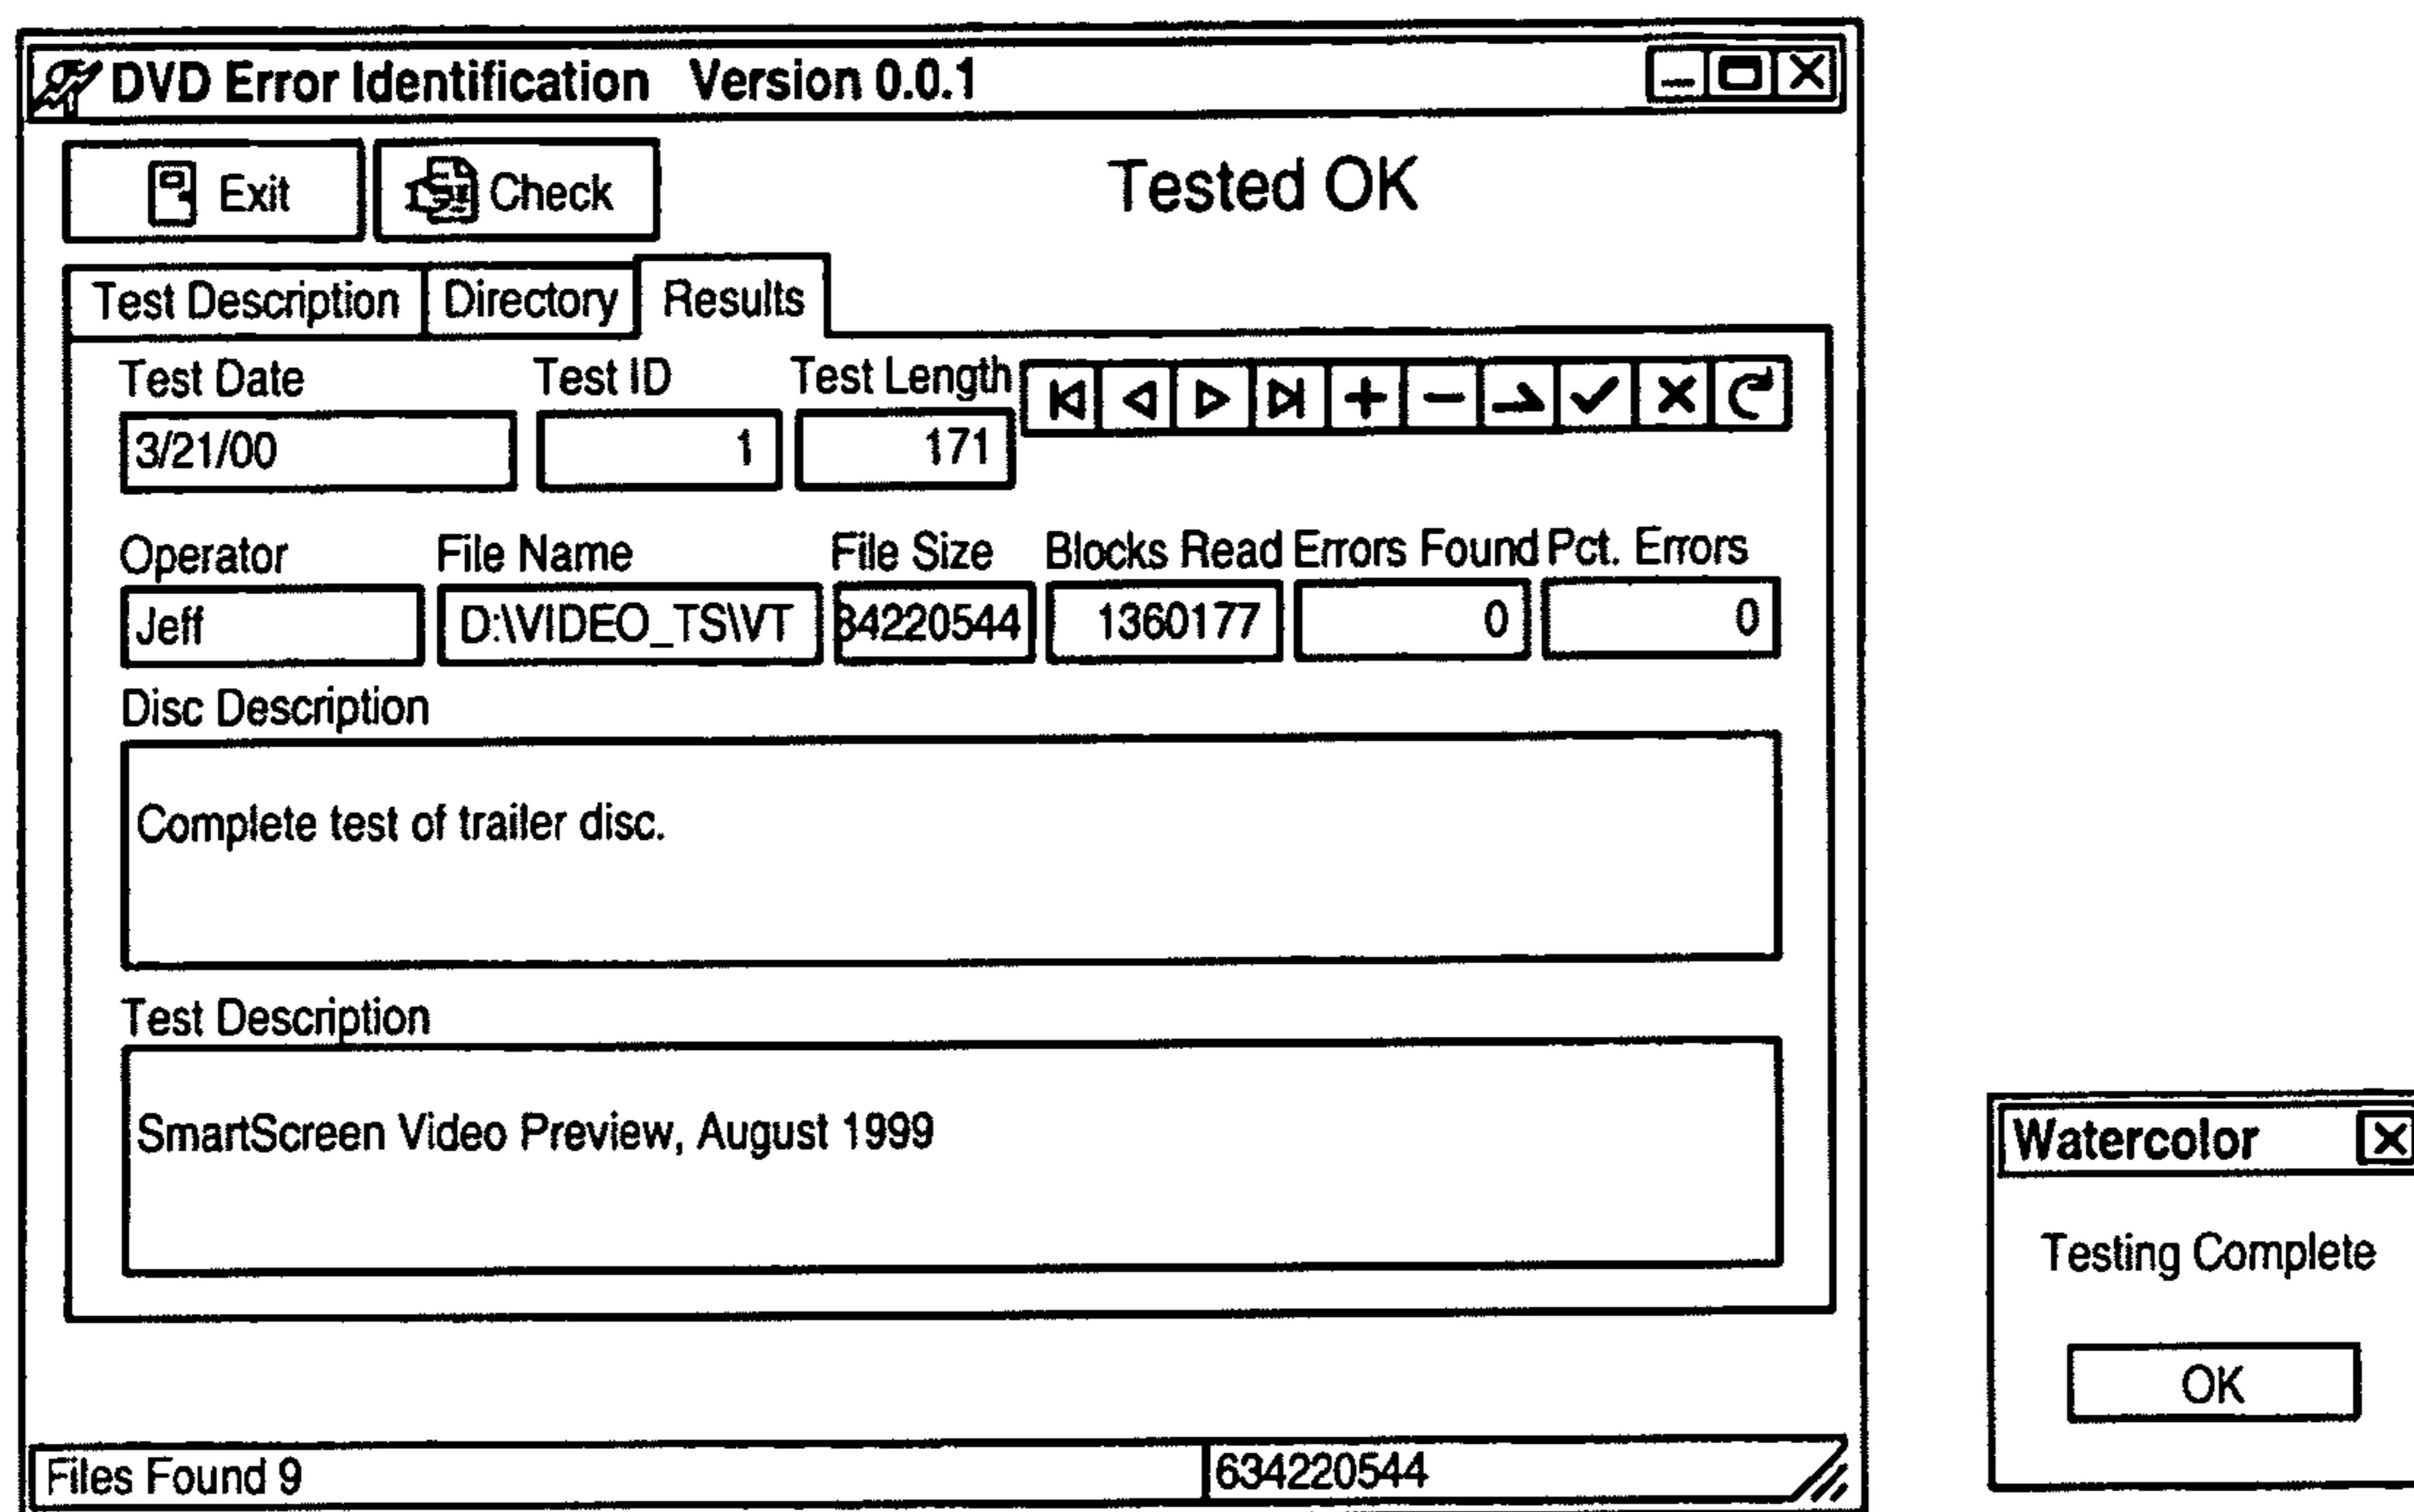 DVD Error Identification Version 0.0.1
Exit Check Tested OK
Test Description Directory Results
Test Date Test ID Test Length
3/21/00 1 171
Operator File Name File Size Blocks Read Errors Found Pct. Errors
Jeff D:\VIDEO_TS\VT 34220544 1360177 0 0
Disc Description
Complete test of trailer disc.
Test Description
SmartScreen Video Preview, August 1999
Files Found 9 634220544
Watercolor
Testing Complete
OK